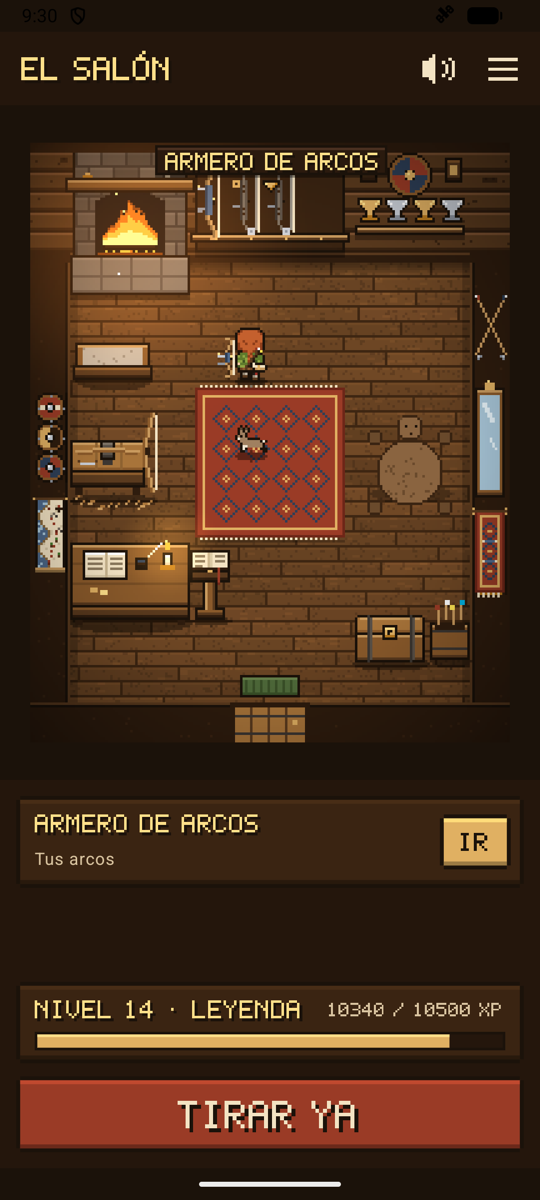 9:30
EL SALÓN
ARMERO DE ARCOS
ARMERO DE ARCOS
Tus arcos
IR
NIVEL 14 · LEYENDA
10340 / 10500 XP
TIRAR YA